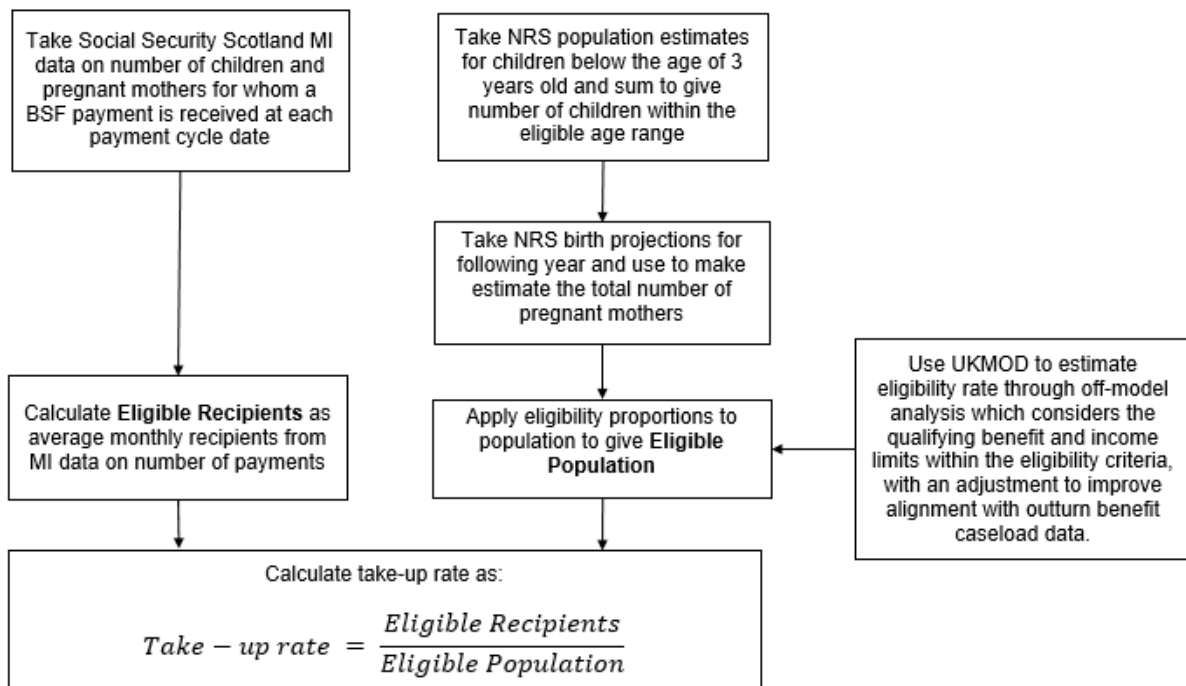 Take Social Security Scotland MI
data on number of children and
pregnant mothers for whom a
BSF payment is received at each
payment cycle date
Take NRS population estimates
for children below the age of 3
years old and sum to give
number of children within the
eligible age range
Take NRS birth projections for
following year and use to make
estimate the total number of
pregnant mothers
Use UKMOD to estimate
eligibility rate through off-model
analysis which considers the
qualifying benefit and income
limits within the eligibility criteria,
with an adjustment to improve
alignment with outturn benefit
caseload data.
Calculate Eligible Recipients as
average monthly recipients from
MI data on number of payments
Apply eligibility proportions to
population to give Eligible
Population
Calculate take-up rate as:
Take − up rate = Eligible Recipients / Eligible Population